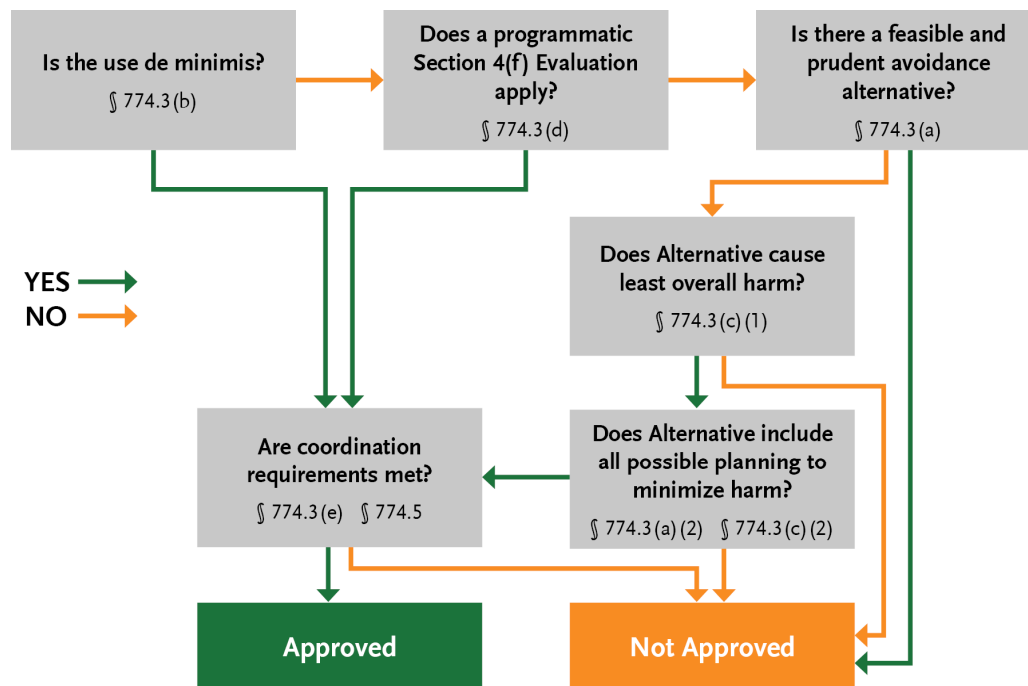 Is the use de minimis?
§ 774.3(b)
Does a programmatic
Section 4(f) Evaluation
apply?
§ 774.3(d)
Is there a feasible and
prudent avoidance
alternative?
§ 774.3(a)
YES
NO
Does Alternative cause
least overall harm?
§ 774.3(c)(1)
Are coordination
requirements met?
§ 774.3(e) § 774.5
Does Alternative include
all possible planning to
minimize harm?
§ 774.3(a)(2) § 774.3(c)(2)
Approved
Not Approved